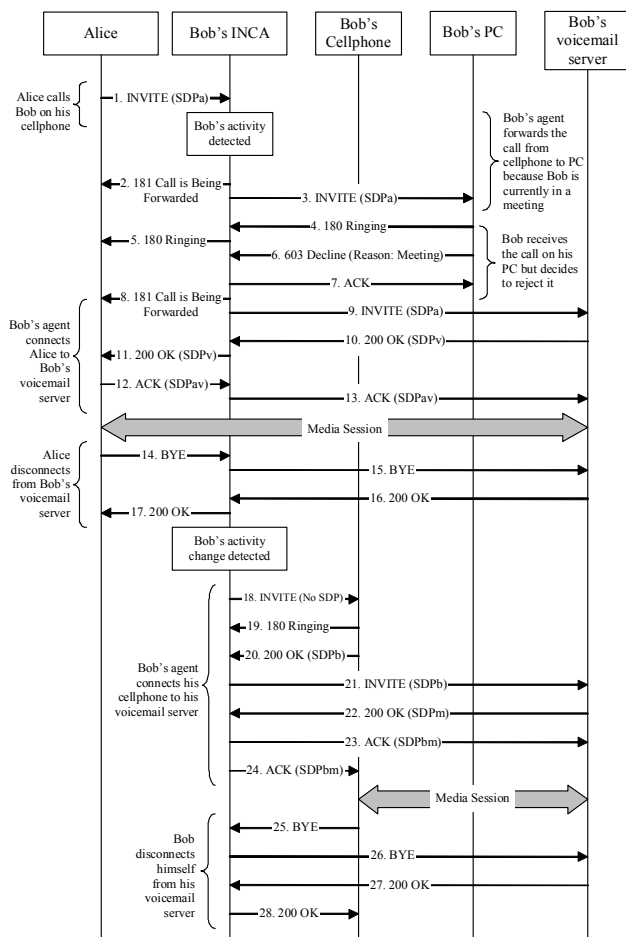 Alice
Bob's INCA
Bob's
Cellphone
Bob's PC
Bob's
voicemail
server
Alice calls
Bob on his
cellphone
1. INVITE (SDPa)
Bob's activity
detected
Bob's agent
forwards the
call from
cellphone to PC
because Bob is
currently in a
meeting
2. 181 Call is Being
Forwarded
3. INVITE (SDPa)
4. 180 Ringing
5. 180 Ringing
6. 603 Decline (Reason: Meeting)
7. ACK
Bob receives
the call on his
PC but decides
to reject it
8. 181 Call is Being
Forwarded
9. INVITE (SDPa)
Bob's agent
connects
Alice to
Bob's
voicemail
server
10. 200 OK (SDPv)
11. 200 OK (SDPv)
12. ACK (SDPav)
13. ACK (SDPav)
Media Session
Alice
disconnects
from Bob's
voicemail
server
14. BYE
15. BYE
16. 200 OK
17. 200 OK
Bob's activity
change detected
18. INVITE (No SDP)
19. 180 Ringing
20. 200 OK (SDPb)
Bob's agent
connects his
cellphone to his
voicemail server
21. INVITE (SDPb)
22. 200 OK (SDPm)
23. ACK (SDPbm)
24. ACK (SDPbm)
Media Session
25. BYE
Bob
disconnects
himself
from his
voicemail
server
26. BYE
27. 200 OK
28. 200 OK